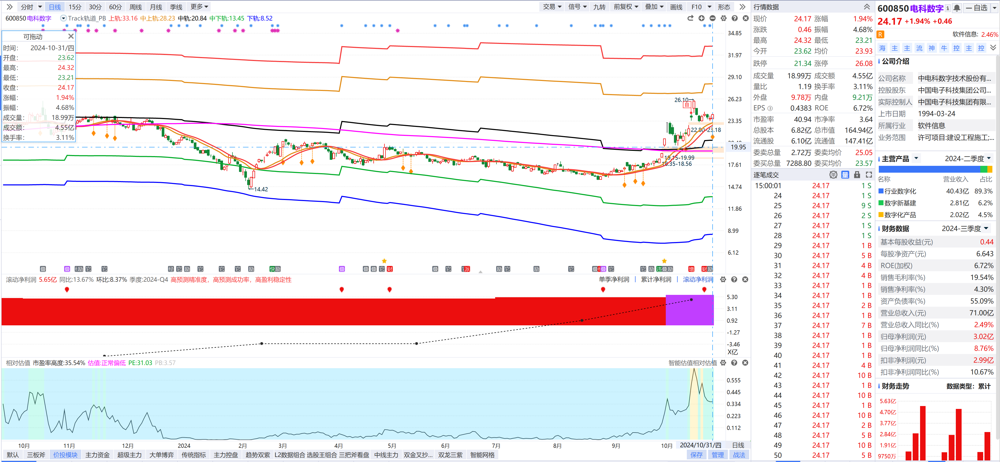 分时 日线 15分 30分 60分 周线 月线 季线 更多 交易 信号 九转 前复权 叠加 画线 F10 形态
600850 电科数字 Track轨道_PB 上轨:33.16 中上轨:28.23 中轨:20.84 中下轨:13.45 下轨:8.52
可拖动
时间: 2024-10-31/四
开盘: 23.62
最高: 24.32
最低: 23.21
收盘: 24.17
涨幅: 1.94%
振幅: 4.68%
成交量: 18.99万
成交额: 4.55亿
换手率: 3.11%
34.85
31.97
29.10
26.23
23.35
19.95
17.61
14.74
11.86
8.99
6.12
26.10
自
22.80-23.18
19.15-19.99
18.35-18.56
14.42
叠 叠 励 它 它 经 它 励 它 它 它 励 快 励 叠 叠 叠 它 财 叠 它 派 励 它 励 它 叠 叠 它 它 励 违 叠 励 增 财 励
滚动净利润 5.65亿 同比:13.67% 环比:8.37% 季度:2024-Q4 高预测精准度，高预测成功率，高盈利稳定性
单季净利润 累计净利润 滚动净利润
5.30
3.11
0.92
-1.27
-3.46
X亿
相对估值 市盈率高度:35.54% 估值:正常偏低 PE:31.03 PB:3.57
智能估值相对估值
0.555
0.445
0.334
0.223
0.112
10月 11月 12月 2024 2月 3月 4月 5月 6月 7月 8月 9月 10月 2024/10/31/四 日线
默认 三板斧 价投模块 主力资金 超级主力 大单博弈 传统指标 主力控盘 趋势双紫 L2数据组合 选股王组合 三把斧看盘 中线主力 双金叉抄... 双龙三紫 智能网格 保存 管理 战法
行情数据
现价 24.17 涨幅 1.94%
涨跌 0.46 振幅 4.68%
最高 24.32 最低 23.21
今开 23.62 均价 23.93
跌停 21.34 涨停 26.08
成交量 18.99万 成交额 4.55亿
量比 1.19 换手率 3.11%
外盘 9.78万 内盘 9.21万
EPS ③ 0.4383 ROE 6.72%
市盈率 40.94 市净率 3.64
总股本 6.82亿 总市值 164.94亿
流通股 6.10亿 流通值 147.41亿
委卖总量 2.72万 委卖均价 25.05
委买总量 7288.80 委买均价 23.57
逐笔成交 单 量
15:00:01 24.17 1 S
24 24.17 1 S
25 24.17 9 S
26 24.17 2 S
27 24.17 1 S
28 24.17 1 S
29 24.17 1 B
30 24.17 5 B
31 24.17 4 B
32 24.17 4 B
33 24.17 1 B
34 24.17 1 B
35 24.17 2 B
36 24.17 1 B
37 24.17 7 B
38 24.17 1 B
39 24.17 1 B
40 24.17 1 B
41 24.17 4 B
42 24.17 10 B
43 24.17 1 B
44 24.17 10 B
45 24.17 1 B
46 24.17 10 B
47 24.17 2 B
48 24.17 5 B
49 24.17 10 B
50 24.17 5 B
600850 电科数字 自选
24.17 +1.94% +0.46
R 软件信息: 2.46%
海 主 主 流 神 牛 控 主 控
公司介绍
公司名称 中电科数字技术股份有...
控股股东 中国电子科技集团公司...
实际控制人 中国电子科技集团有限...
上市日期 1994-03-24
所属行业 软件信息
业务范围 许可项目:建设工程施工;...
主营产品 2024-二季度
名称 营业收入 占比
行业数字化 40.43亿 89.3%
数字新基建 2.81亿 6.2%
数字化产品 2.02亿 4.5%
财务数据 2024-三季度
基本每股收益(元) 0.44
每股净资产(元) 6.643
ROE(加权) 6.72%
销售毛利率(%) 19.54%
销售净利率(%) 4.30%
资产负债率(%) 55.09%
营业总收入(元) 71.00亿
营业总收入同比(%) 2.49%
归母净利润(元) 3.02亿
归母净利润同比(%) 8.76%
扣非净利润(元) 2.99亿
扣非净利润同比(%) 10.67%
财务走势 数据类型: 累计
5.63亿
4.70亿
3.77亿
2.84亿
1.91亿
9750万